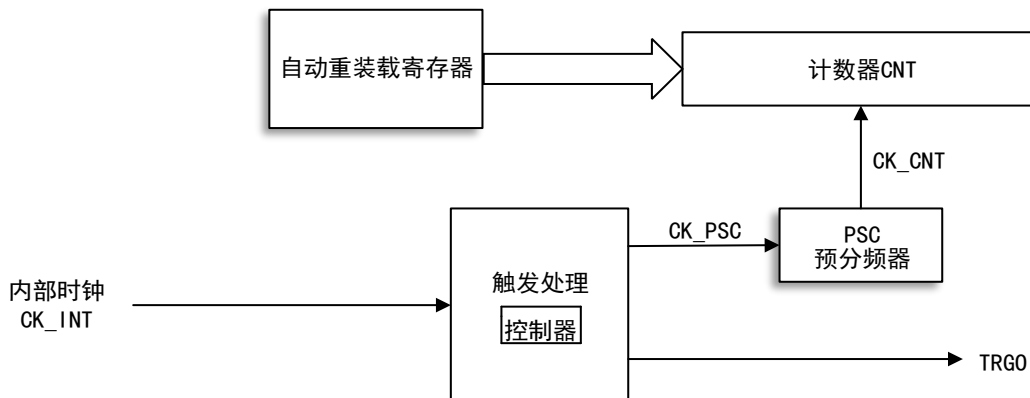 自动重装载寄存器
计数器CNT
CK_CNT
CK_PSC
PSC
预分频器
内部时钟
CK_INT
触发处理
控制器
TRGO